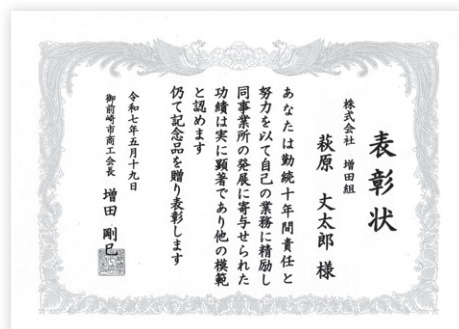 表彰状
株式会社 増田組
萩原 丈太郎 様
あなたは勤続十年間責任と
努力を以て自己の業務に精励し
同事業所の発展に寄与せられた
功績は実に顕著であり他の模範
と認めます
仍て記念品を贈り表彰します
令和七年五月十九日
御前崎市商工会長 増田 剛巳